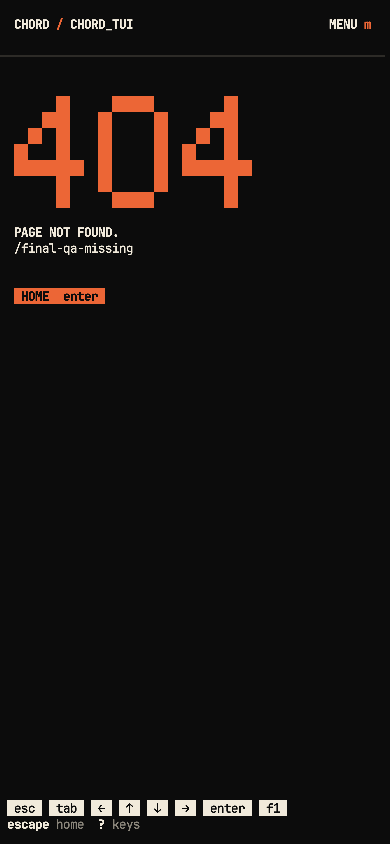 CHORD / CHORD_TUI MENU m
404
PAGE NOT FOUND.
/final-qa-missing
HOME enter
esc tab ← ↑ ↓ → enter f1
escape home ? keys